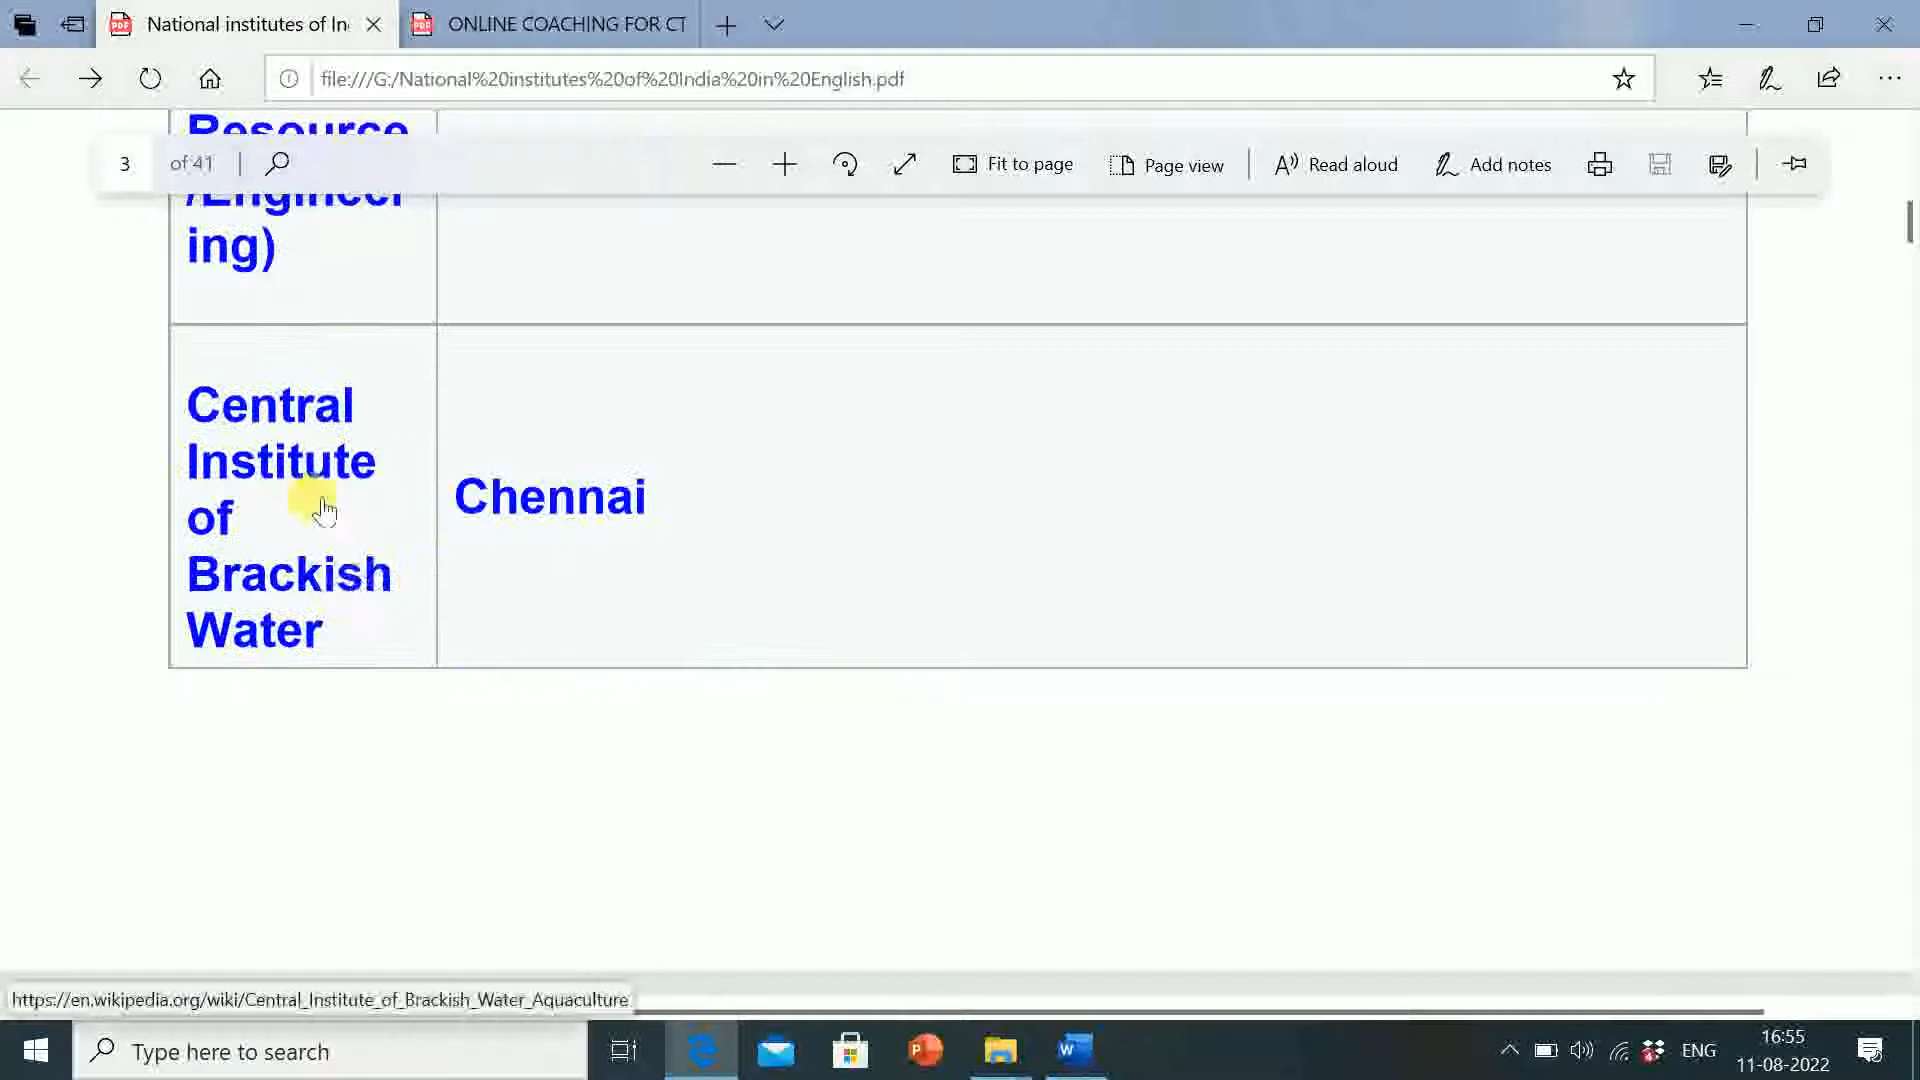 National institutes of In
ONLINE COACHING FOR CT
file:///G:/National%20institutes%20of%20India%20in%20English.pdf
Resource
3 of 41
Fit to page
Page view
Read aloud
Add notes
/Engineer
ing)
Central
Institute
of
Brackish
Water
Chennai
https://en.wikipedia.org/wiki/Central_Institute_of_Brackish_Water_Aquaculture
Type here to search
ENG
16:55
11-08-2022